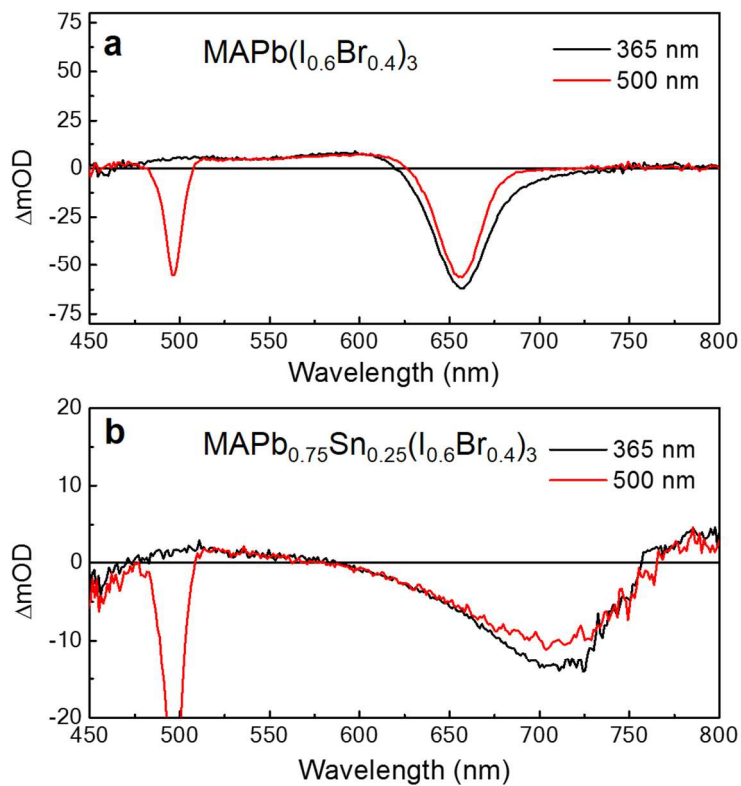 a
MAPb(I0.6Br0.4)3
365 nm
500 nm
75
50
25
0
-25
-50
-75
ΔmOD
450 500 550 600 650 700 750 800
Wavelength (nm)
b
MAPb0.75Sn0.25(I0.6Br0.4)3
365 nm
500 nm
20
10
0
-10
-20
ΔmOD
450 500 550 600 650 700 750 800
Wavelength (nm)